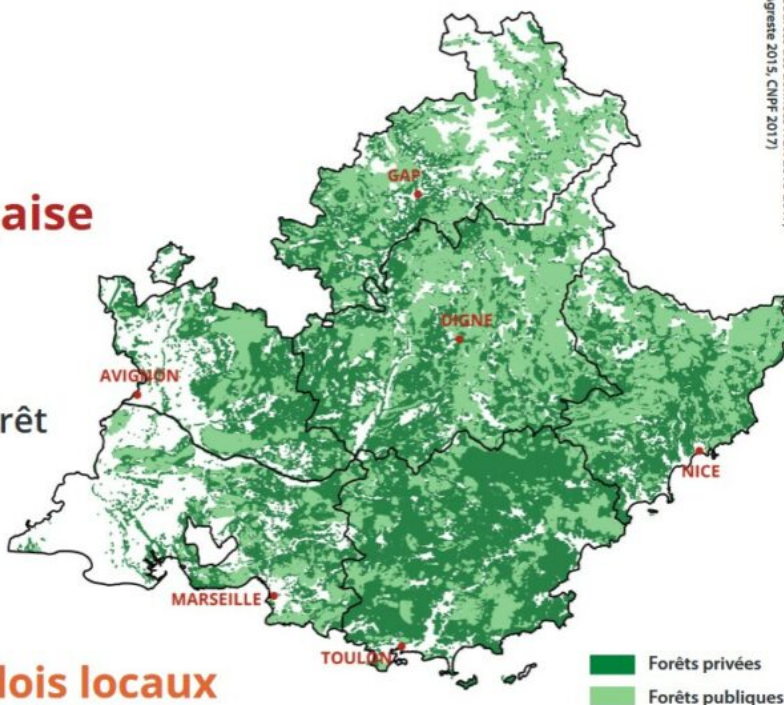 greste 2015, CNPF 2017)
GAP
aise
DIGNE
AVIGNON
rêt
NICE
MARSEILLE
TOULON
lois locaux
Forêts privées
Forêts publiques